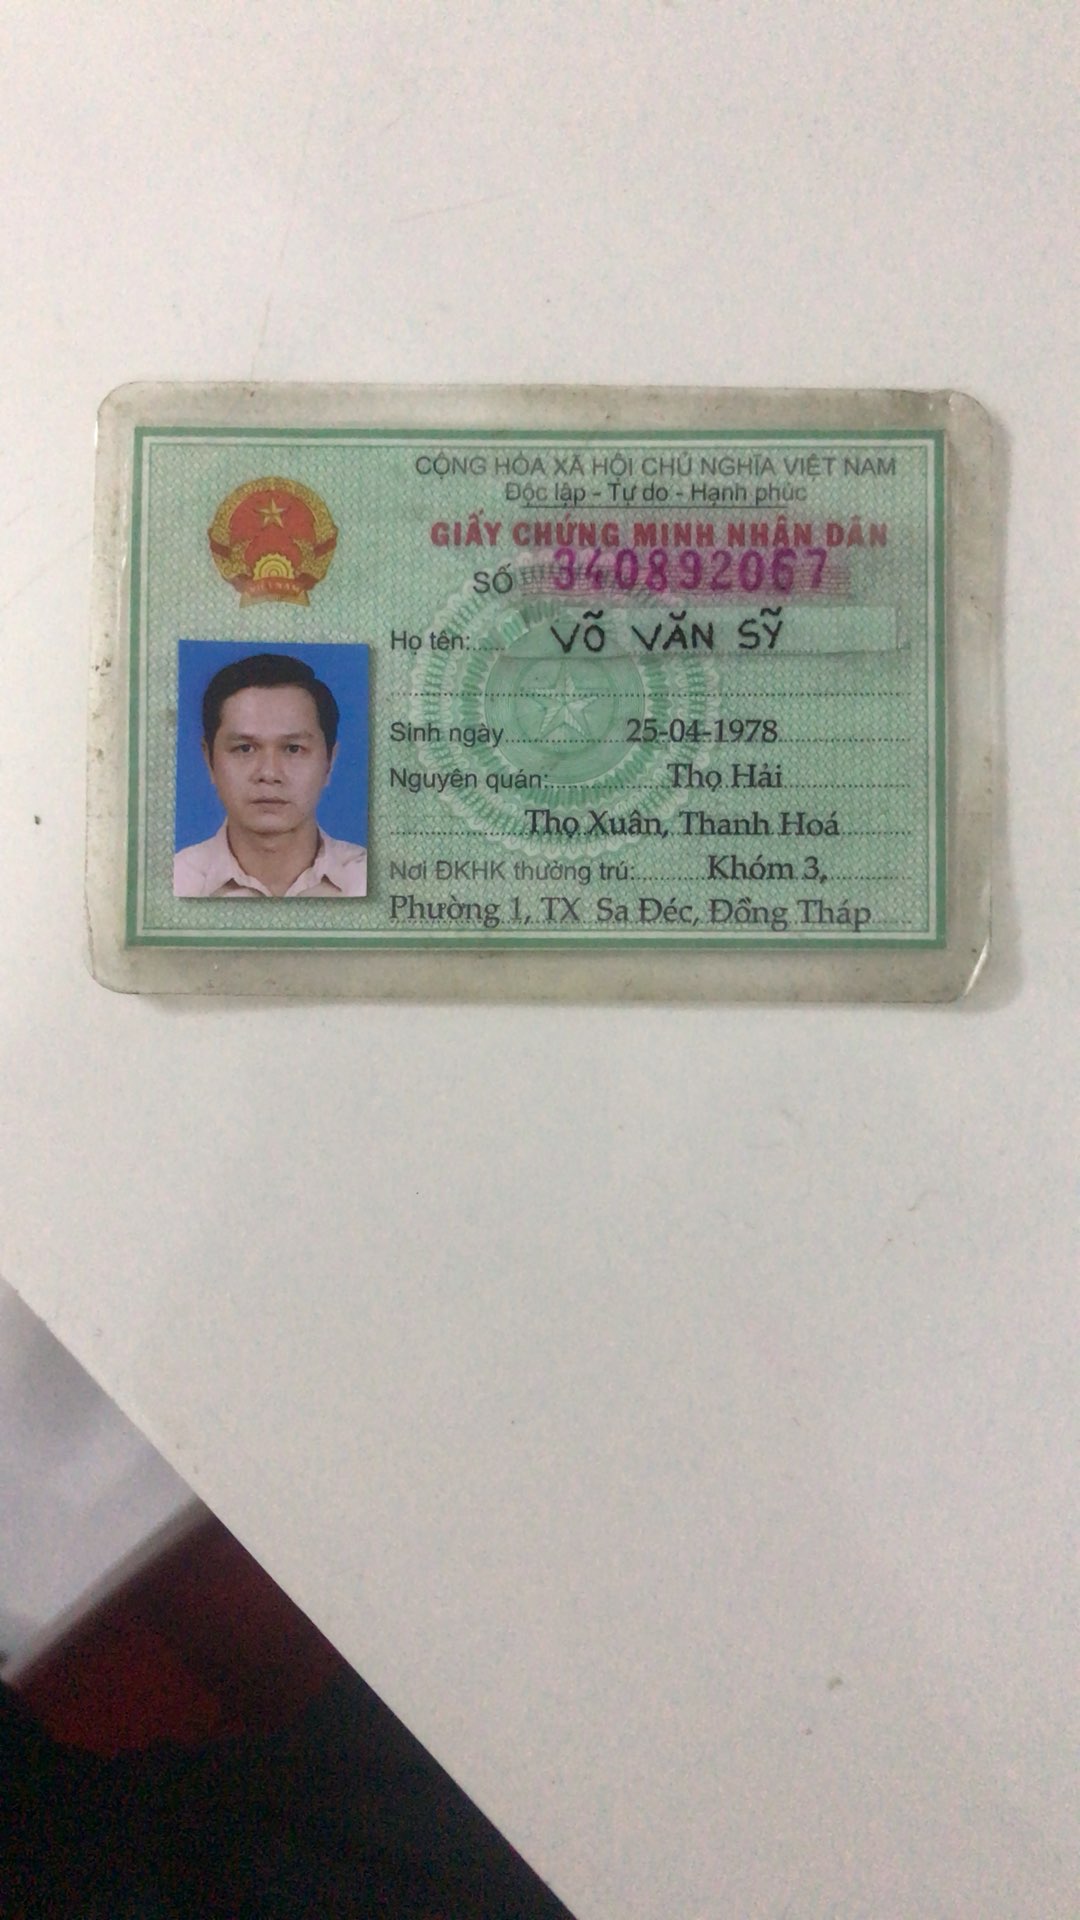 CỘNG HÒA XÃ HỘI CHỦ NGHĨA VIỆT NAM
Độc lập - Tự do - Hạnh phúc
GIẤY CHỨNG MINH NHÂN DÂN
SỐ 340892067
Họ tên: VÕ VĂN SỸ
Sinh ngày 25-04-1978
Nguyên quán: Thọ Hải
Thọ Xuân, Thanh Hoá
Nơi ĐKHK thường trú: Khóm 3,
Phường 1, TX Sa Đéc, Đồng Tháp
VIỆT NAM